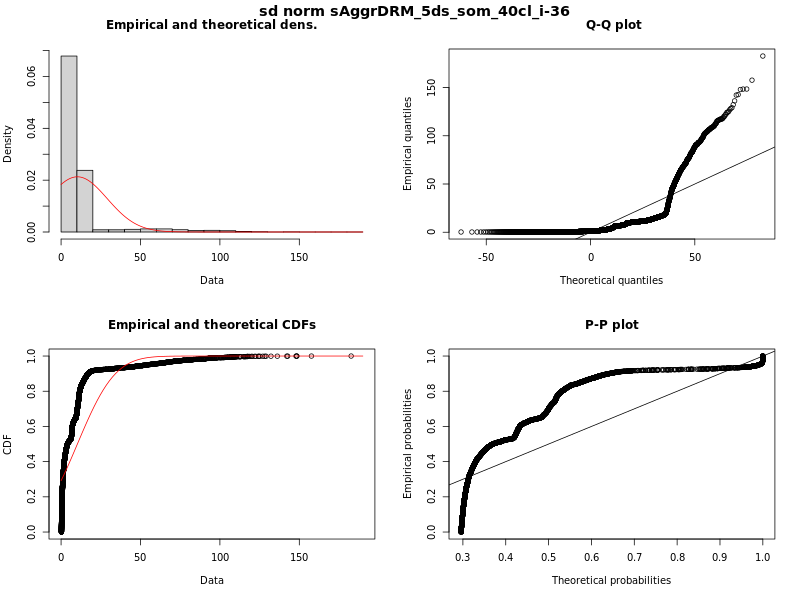 sd norm sAggrDRM_5ds_som_40cl_i-36
Empirical and theoretical dens.
Density
0.00 0.02 0.04 0.06
0 50 100 150
Data
Q-Q plot
Empirical quantiles
0 50 100 150
-50 0 50
Theoretical quantiles
Empirical and theoretical CDFs
CDF
0.0 0.2 0.4 0.6 0.8 1.0
0 50 100 150
Data
P-P plot
Empirical probabilities
0.0 0.2 0.4 0.6 0.8 1.0
0.3 0.4 0.5 0.6 0.7 0.8 0.9 1.0
Theoretical probabilities